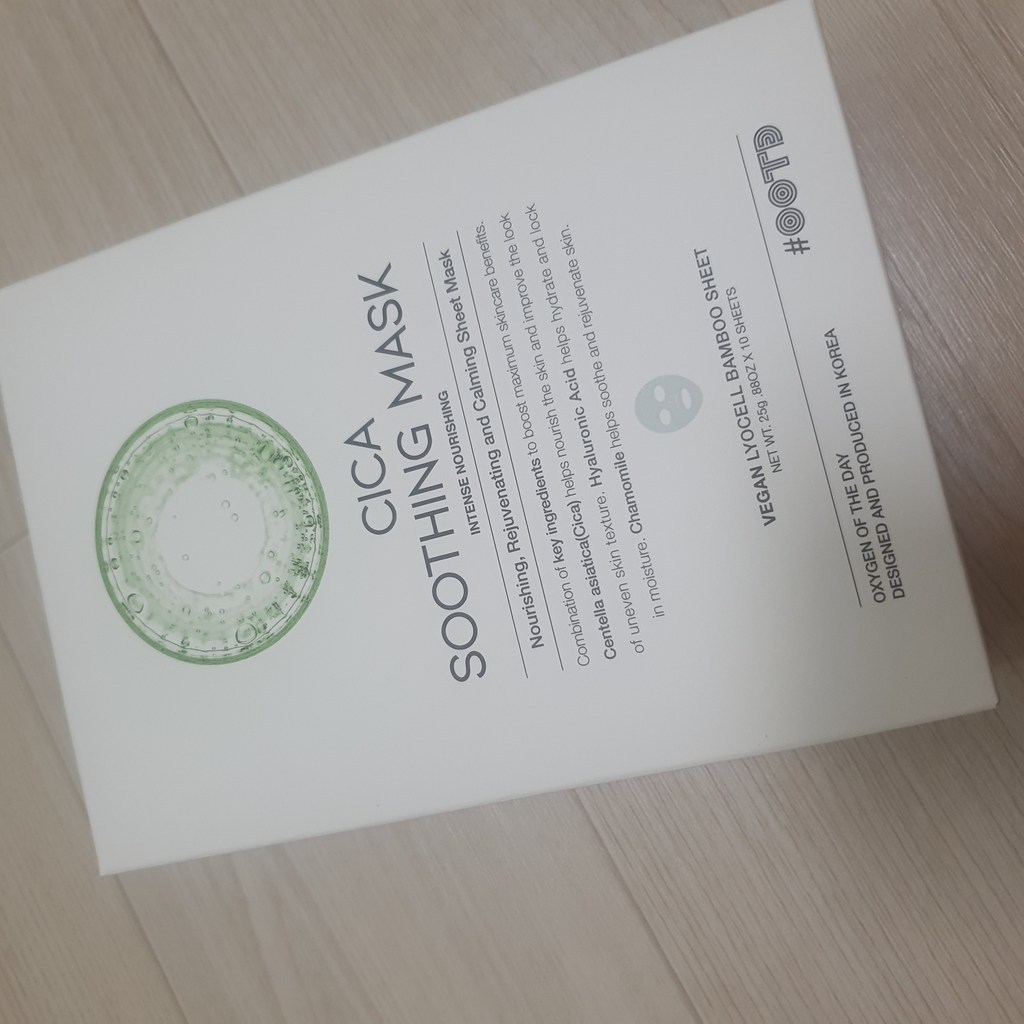 CICA
SOOTHING MASK
INTENSE NOURISHING
Nourishing, Rejuvenating and Calming Sheet Mask
Combination of key ingredients to boost maximum skincare benefits.
Centella asiatica(Cica) helps nourish the skin and improve the look
of uneven skin texture. Hyaluronic Acid helps hydrate and lock
in moisture. Chamomile helps soothe and rejuvenate skin.
VEGAN LYOCELL BAMBOO SHEET
NET WT. 25g .88OZ X 10 SHEETS
OXYGEN OF THE DAY
DESIGNED AND PRODUCED IN KOREA
#OOTD